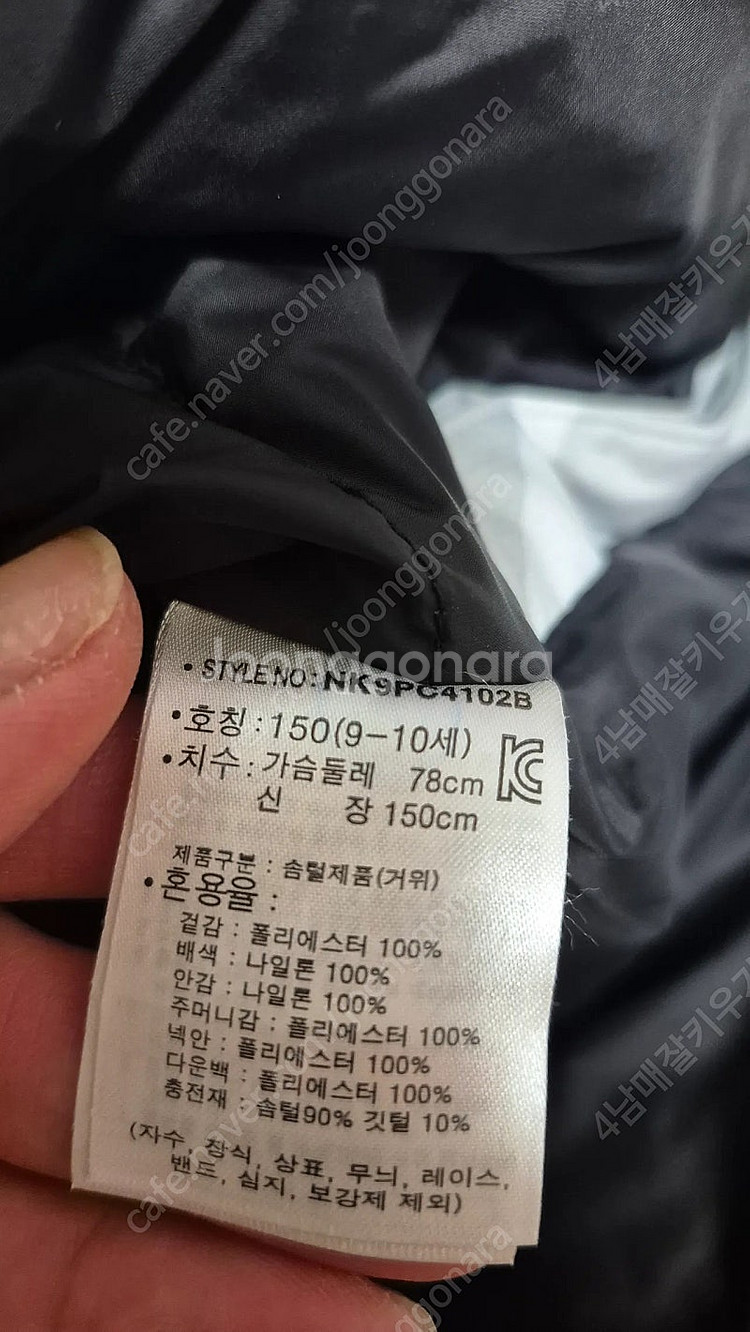 cafe.naver.com/joonggonara
4남매잘키우기
Joonggonara
• STYLE NO : NK9PC4102B
• 호칭 : 150(9-10세)
• 치수 : 가슴둘레 78cm
신 장 150cm
제품구분 : 솜털제품(거위)
• 혼용율 :
겉감 : 폴리에스터 100%
배색 : 나일론 100%
안감 : 나일론 100%
주머니감 : 폴리에스터 100%
넥안 : 폴리에스터 100%
다운백 : 폴리에스터 100%
충전재 : 솜털90% 깃털 10%
(자수, 장식, 상표, 무늬, 레이스,
밴드, 심지, 보강제 제외)